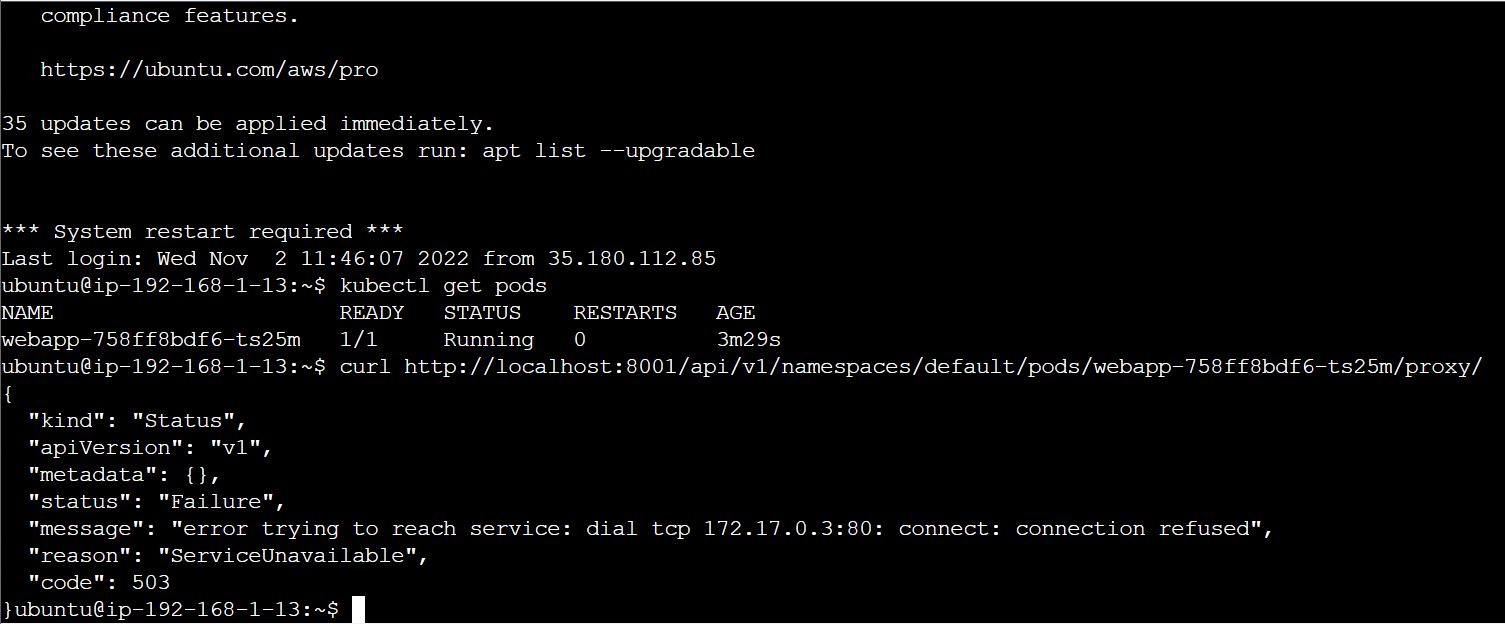 compliance features.
https://ubuntu.com/aws/pro
35 updates can be applied immediately.
To see these additional updates run: apt list --upgradable
*** System restart required ***
Last login: Wed Nov  2 11:46:07 2022 from 35.180.112.85
ubuntu@ip-192-168-1-13:~$ kubectl get pods
NAME                      READY   STATUS    RESTARTS   AGE
webapp-758ff8bdf6-ts25m   1/1     Running   0          3m29s
ubuntu@ip-192-168-1-13:~$ curl http://localhost:8001/api/v1/namespaces/default/pods/webapp-758ff8bdf6-ts25m/proxy/
{
  "kind": "Status",
  "apiVersion": "v1",
  "metadata": {},
  "status": "Failure",
  "message": "error trying to reach service: dial tcp 172.17.0.3:80: connect: connection refused",
  "reason": "ServiceUnavailable",
  "code": 503
}ubuntu@ip-192-168-1-13:~$